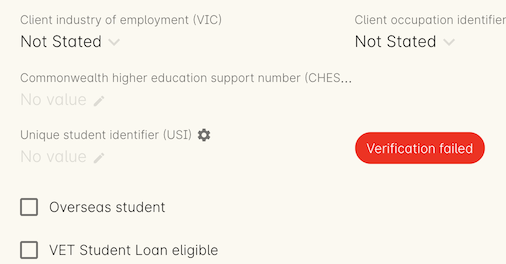 Client industry of employment (VIC)
Client occupation identifier
Not Stated
Not Stated
Commonwealth higher education support number (CHES...
No value
Unique student identifier (USI)
No value
Verification failed
Overseas student
VET Student Loan eligible